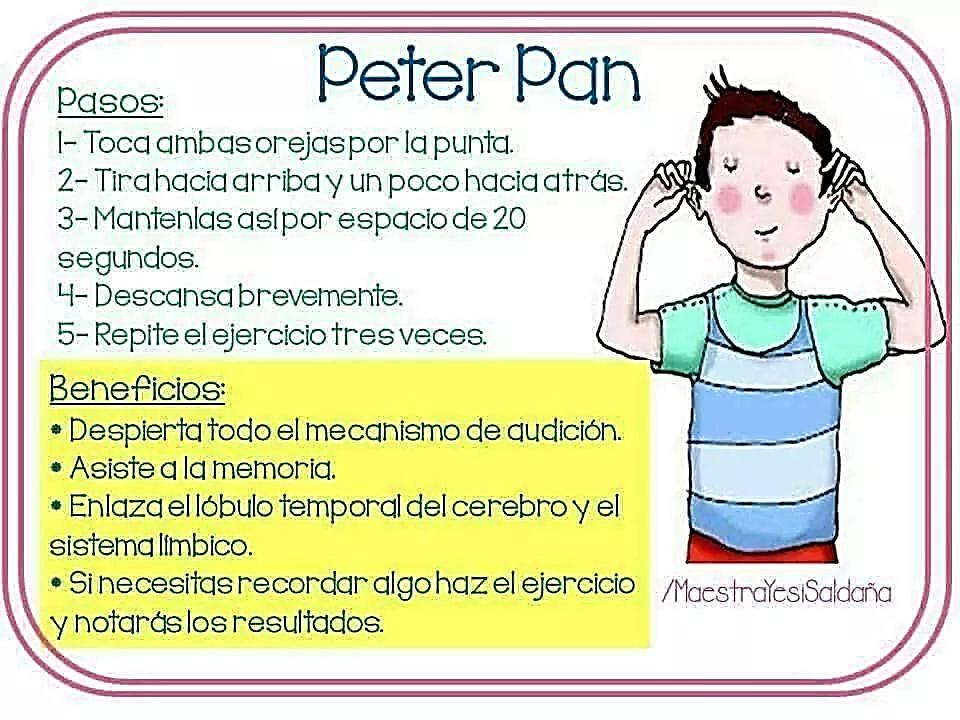 Peter Pan
Pasos:
1- Toca ambas orejas por la punta.
2- Tira hacia arriba y un poco hacia atrás.
3- Mantenlas así por espacio de 20
segundos.
4- Descansa brevemente.
5- Repite el ejercicio tres veces.
Beneficios:
• Despierta todo el mecanismo de audición.
• Asiste a la memoria.
• Enlaza el lóbulo temporal del cerebro y el
sistema límbico.
• Si necesitas recordar algo haz el ejercicio
y notarás los resultados.
/MaestraYesiSaldaña